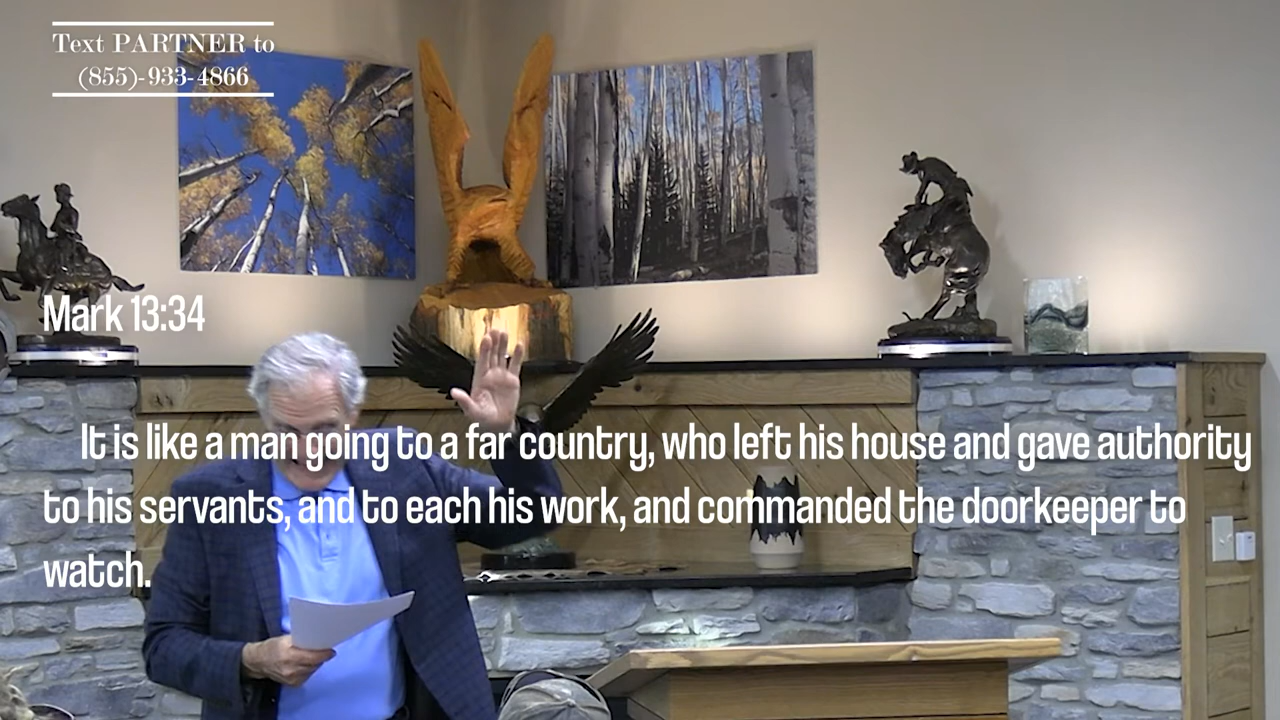 Text PARTNER to
(855)-933-4866
Mark 13:34
It is like a man going to a far country, who left his house and gave authority
to his servants, and to each his work, and commanded the doorkeeper to
watch.